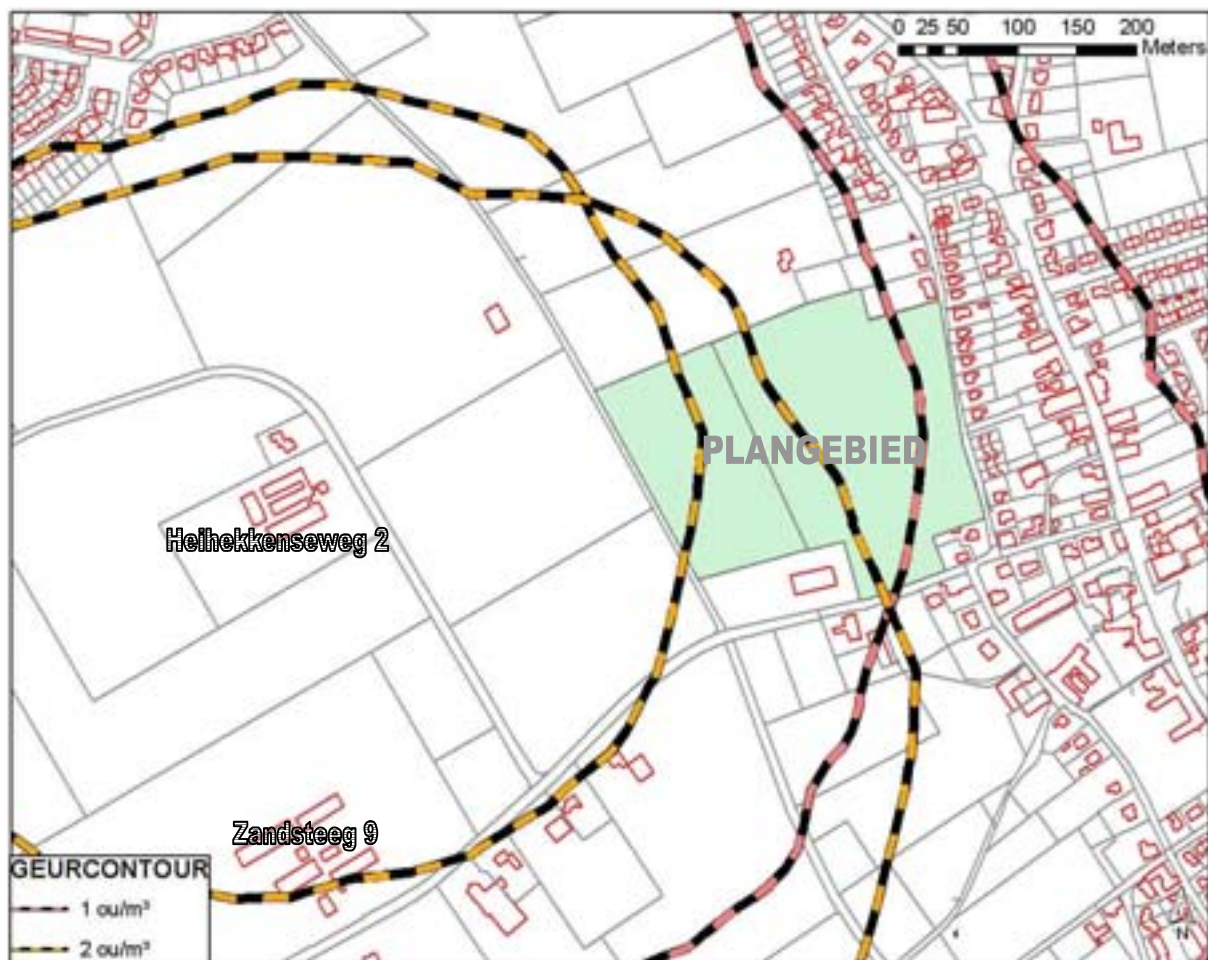 0 25 50 100 150 200
Meters
PLANGEBIED
Heihekkenseweg 2
Zandsteeg 9
GEURCONTOUR
1 ou/m³
2 ou/m³
N